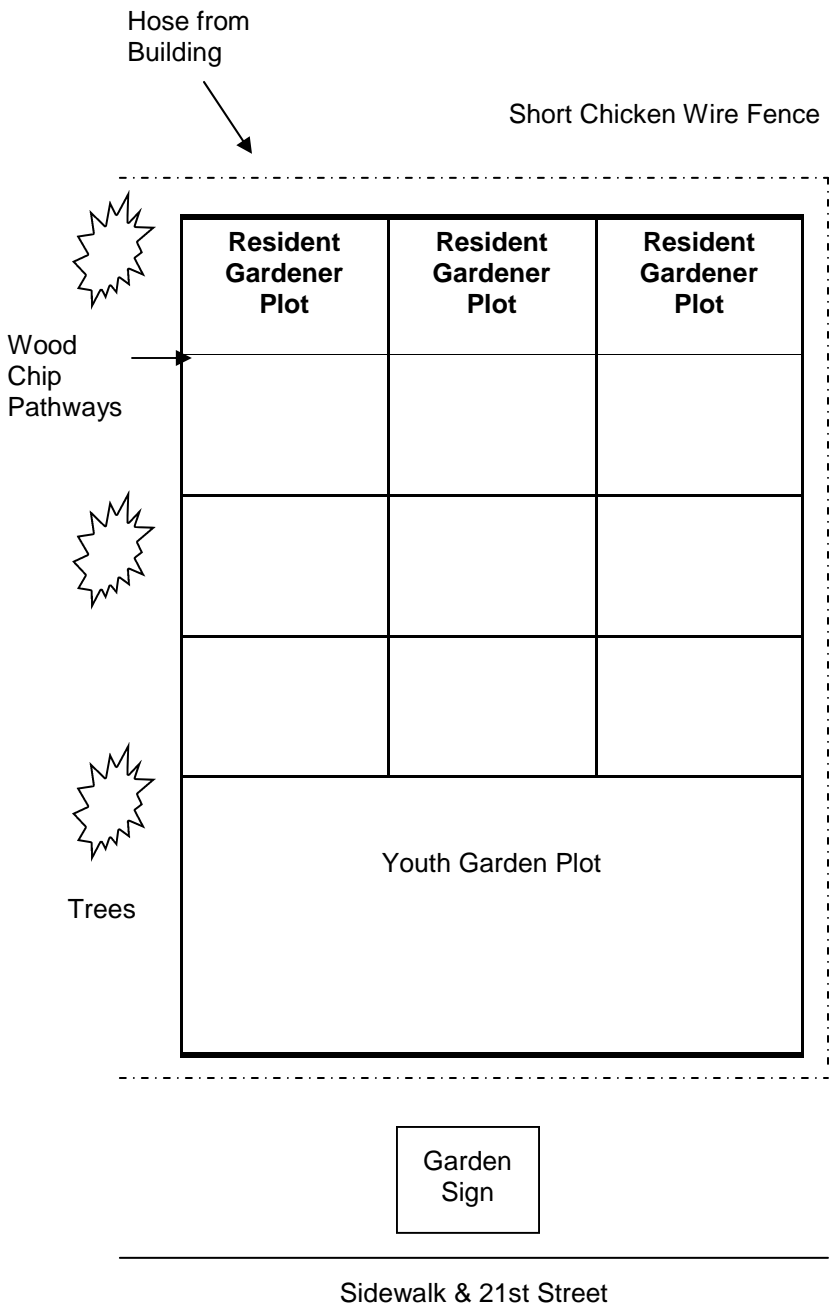 Hose from
Building
Short Chicken Wire Fence
Resident
Gardener
Plot
Resident
Gardener
Plot
Resident
Gardener
Plot
Wood
Chip
Pathways
Youth Garden Plot
Trees
Garden
Sign
Sidewalk & 21st Street